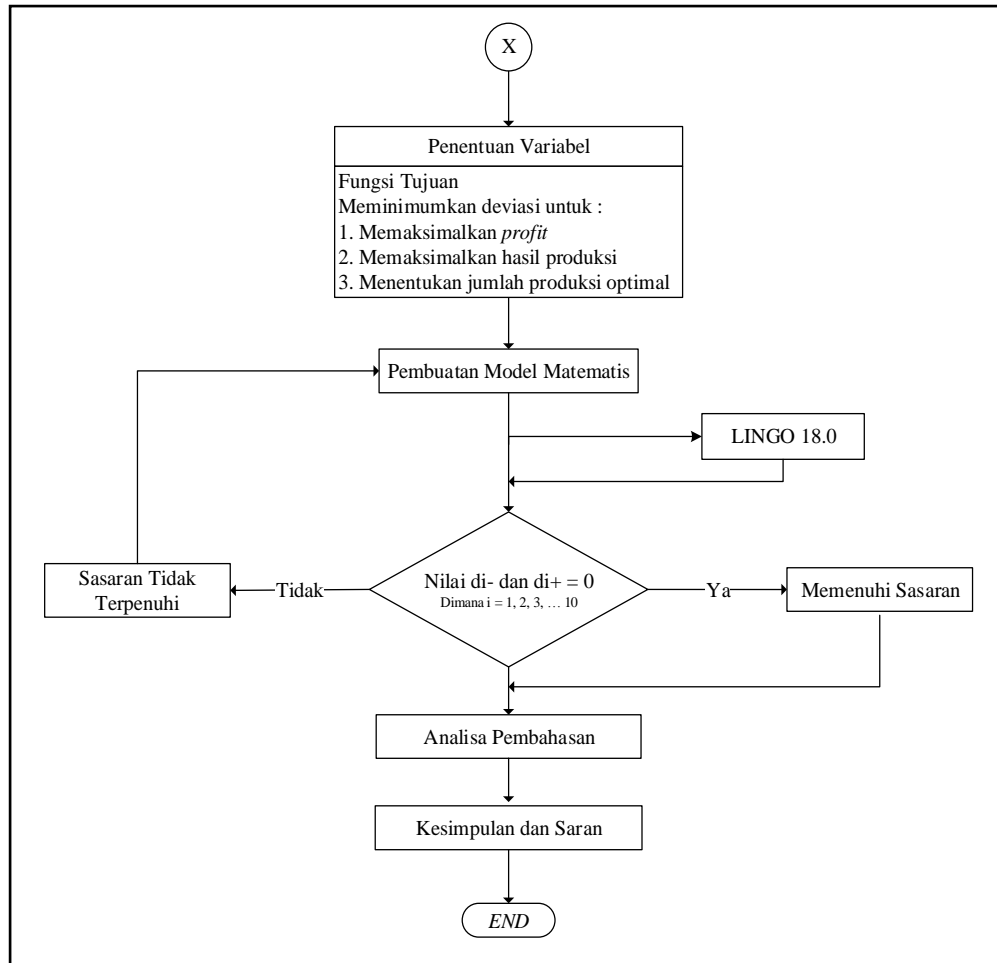 X
Penentuan Variabel
Fungsi Tujuan
Meminimumkan deviasi untuk :
1. Memaksimalkan profit
2. Memaksimalkan hasil produksi
3. Menentukan jumlah produksi optimal
Pembuatan Model Matematis
LINGO 18.0
Sasaran Tidak
Terpenuhi
Tidak
Nilai di- dan di+ = 0
Dimana i = 1, 2, 3, … 10
Ya
Memenuhi Sasaran
Analisa Pembahasan
Kesimpulan dan Saran
END